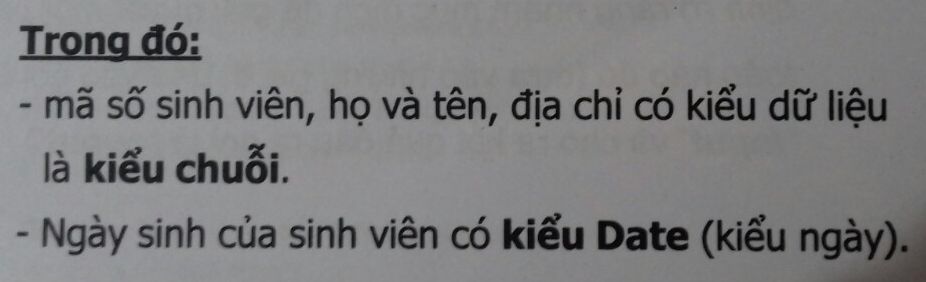 Trong đó:
- mã số sinh viên, họ và tên, địa chỉ có kiểu dữ liệu
là kiểu chuỗi.
- Ngày sinh của sinh viên có kiểu Date (kiểu ngày).